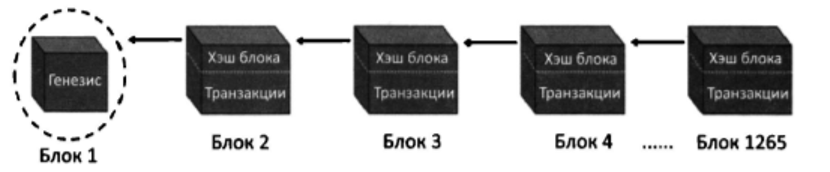 Генезис
Хэш блока
Транзакции
Хэш блока
Транзакции
Хэш блока
Транзакции
Хэш блока
Транзакции
Блок 1
Блок 2
Блок 3
Блок 4 ...... Блок 1265